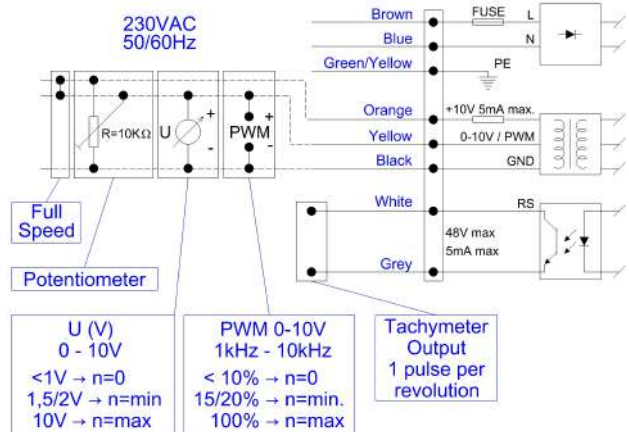 230VAC
50/60Hz
Brown
FUSE
L
Blue
N
Green/Yellow
PE
Orange
+10V 5mA max.
Yellow
0-10V / PWM
Black
GND
R=10KΩ
U
+
-
PWM
+
-
White
RS
48V max
5mA max
Grey
Full
Speed
Potentiometer
U (V)
0 - 10V
<1V → n=0
1,5/2V → n=min
10V → n=max
PWM 0-10V
1kHz - 10kHz
< 10% → n=0
15/20% → n=min.
100% → n=max
Tachymeter
Output
1 pulse per
revolution